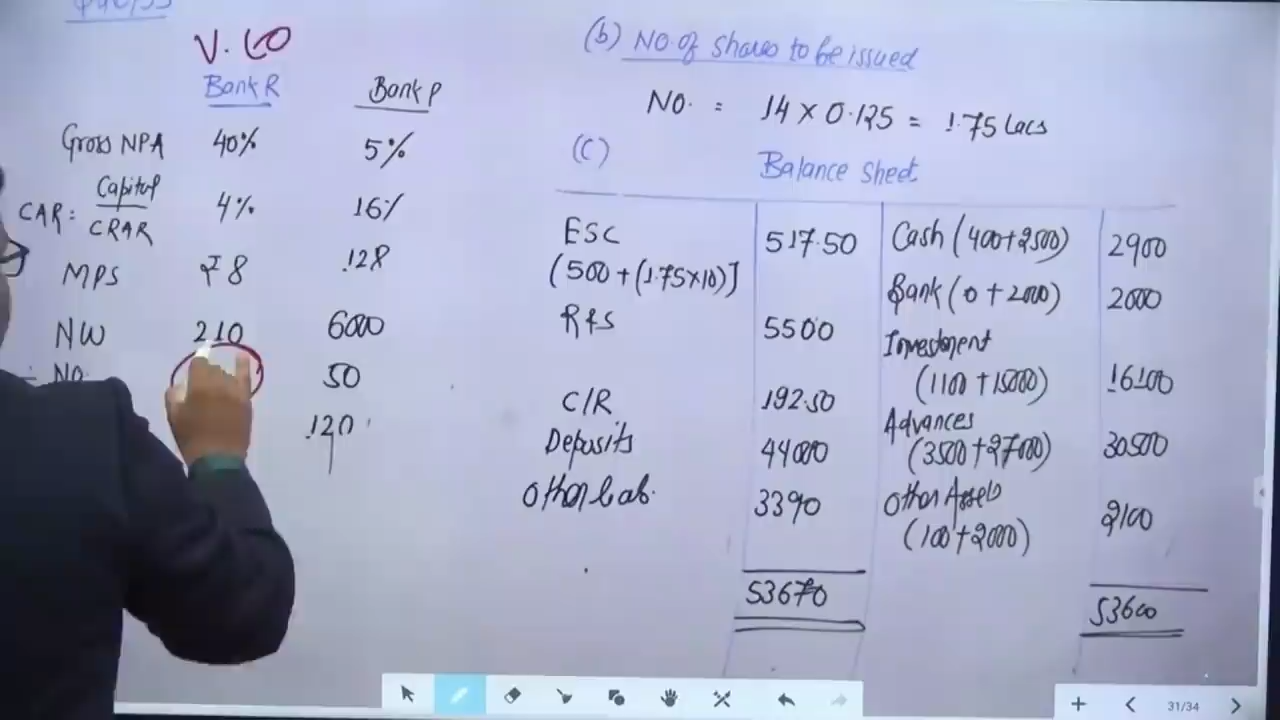 V. 
Bank R Bank P
Gross NPA 40% 5%
CAR: Capital 4% 16%
CRAR
MPS ₹8 128
NW 210 6000
No. 50
120
(b) NO. of shares to be issued
NO. = 14 x 0.125 = 1.75 Lacs
(C) Balance Sheet
ESC 517.50 Cash (400+2500) 2900
(500 + (1.75x10)] Bank (0 + 2000) 2000
R&S 5500 Investment
(1100 + 15000) 16100
C/R 192.50 Advances
Deposits 44000 (3500+27000) 30500
Other Liab. 3390 Other Assets 2100
(100+2000)
53670 53600
31/34